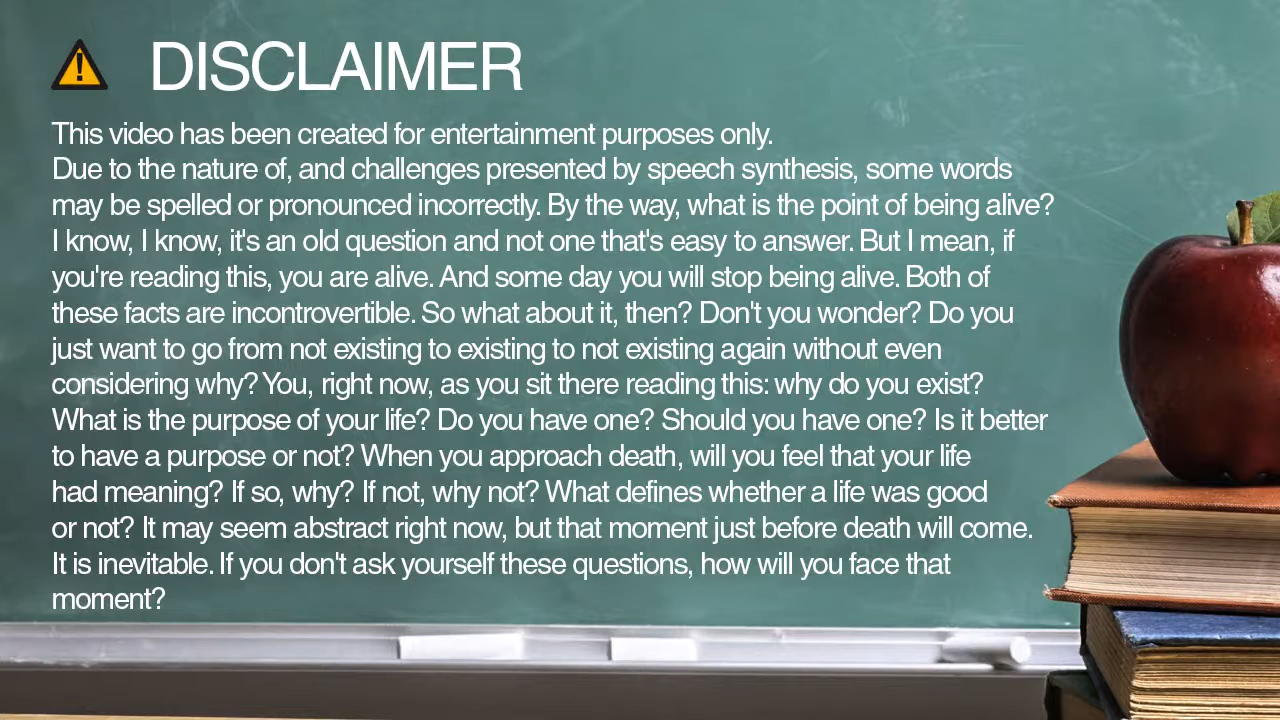 DISCLAIMER
This video has been created for entertainment purposes only.
Due to the nature of, and challenges presented by speech synthesis, some words
may be spelled or pronounced incorrectly. By the way, what is the point of being alive?
I know, I know, it's an old question and not one that's easy to answer. But I mean, if
you're reading this, you are alive. And some day you will stop being alive. Both of
these facts are incontrovertible. So what about it, then? Don't you wonder? Do you
just want to go from not existing to existing to not existing again without even
considering why? You, right now, as you sit there reading this: why do you exist?
What is the purpose of your life? Do you have one? Should you have one? Is it better
to have a purpose or not? When you approach death, will you feel that your life
had meaning? If so, why? If not, why not? What defines whether a life was good
or not? It may seem abstract right now, but that moment just before death will come.
It is inevitable. If you don't ask yourself these questions, how will you face that
moment?